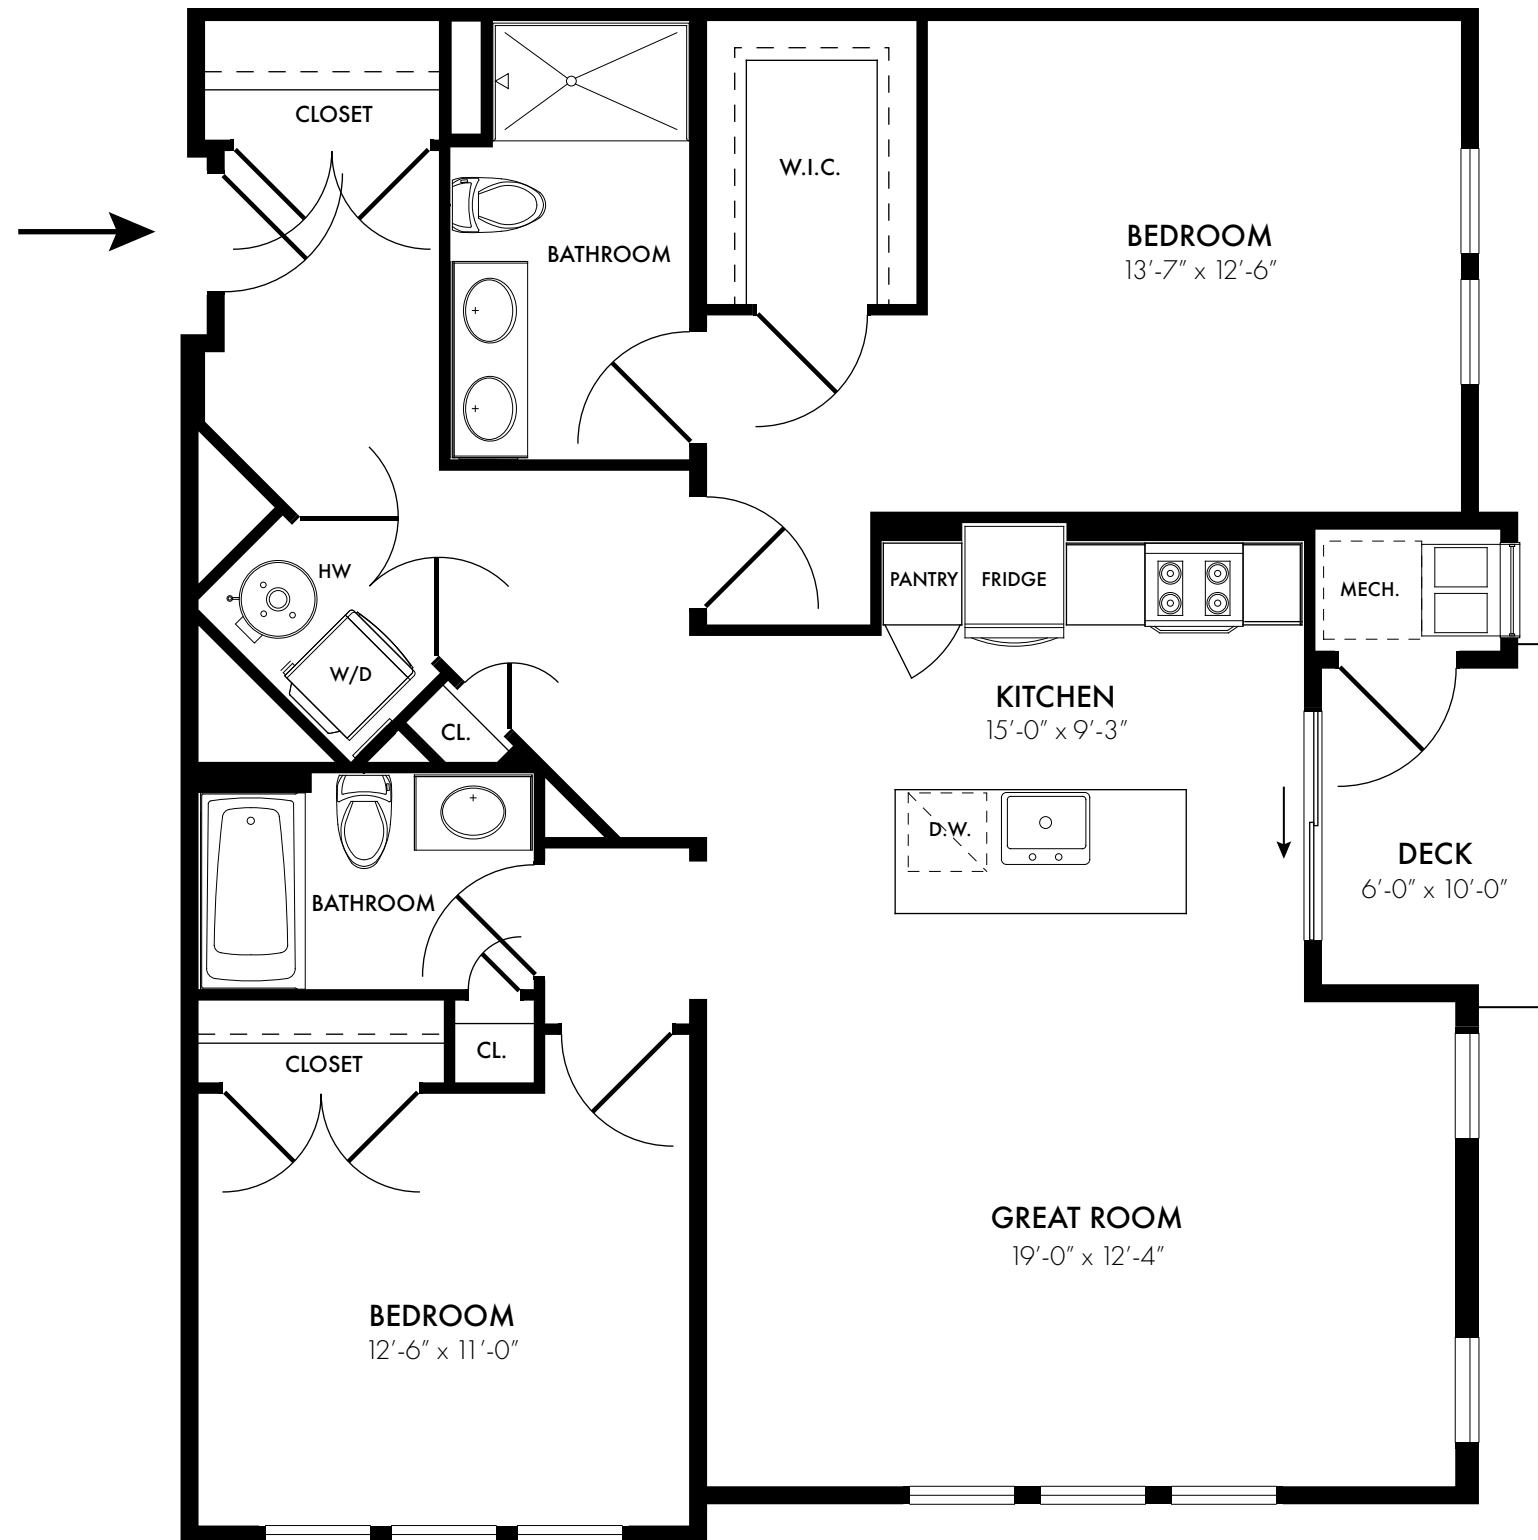 CLOSET
W.I.C.
BATHROOM
BEDROOM
13'-7" x 12'-6"
HW
W/D
CL.
PANTRY
FRIDGE
MECH.
KITCHEN
15'-0" x 9'-3"
D.W.
DECK
6'-0" x 10'-0"
BATHROOM
CLOSET
CL.
GREAT ROOM
19'-0" x 12'-4"
BEDROOM
12'-6" x 11'-0"